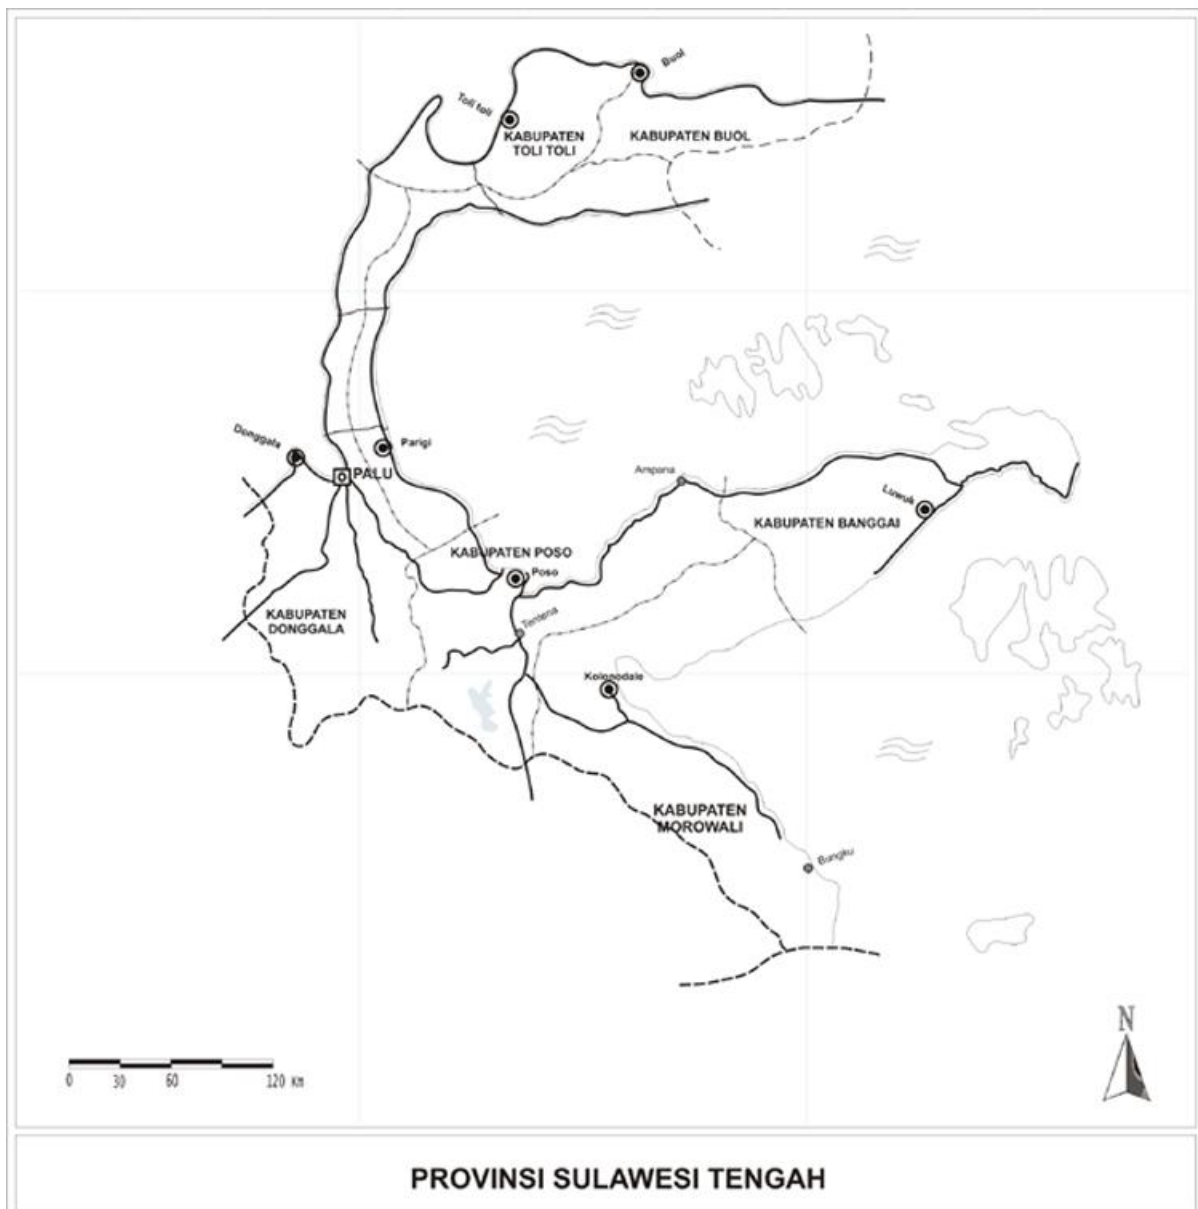 Buol
Toli toli
KABUPATEN
TOLI TOLI
KABUPATEN BUOL
Donggala
Parigi
PALU
Ampana
Luwuk
KABUPATEN BANGGAI
KABUPATEN POSO
Poso
KABUPATEN
DONGGALA
Tentena
Kolonodale
KABUPATEN
MOROWALI
Bungku
N
0 30 60 120 Km
PROVINSI SULAWESI TENGAH